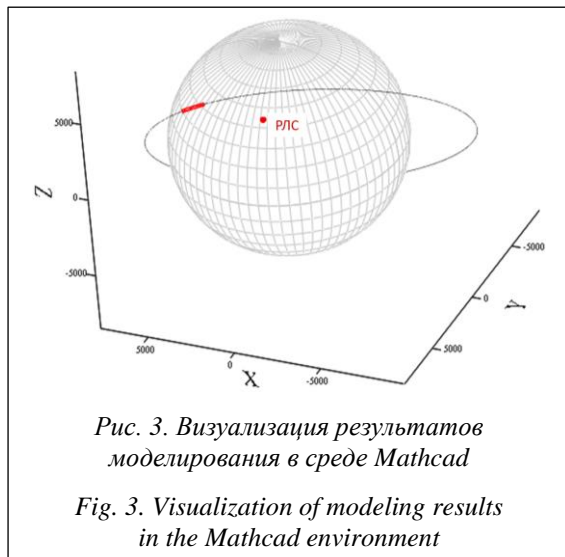 РЛС
5000
0
-5000
Z
5000
0
-5000
X
-5000
0
5000
Y
Рис. 3. Визуализация результатов
моделирования в среде Mathcad
Fig. 3. Visualization of modeling results
in the Mathcad environment